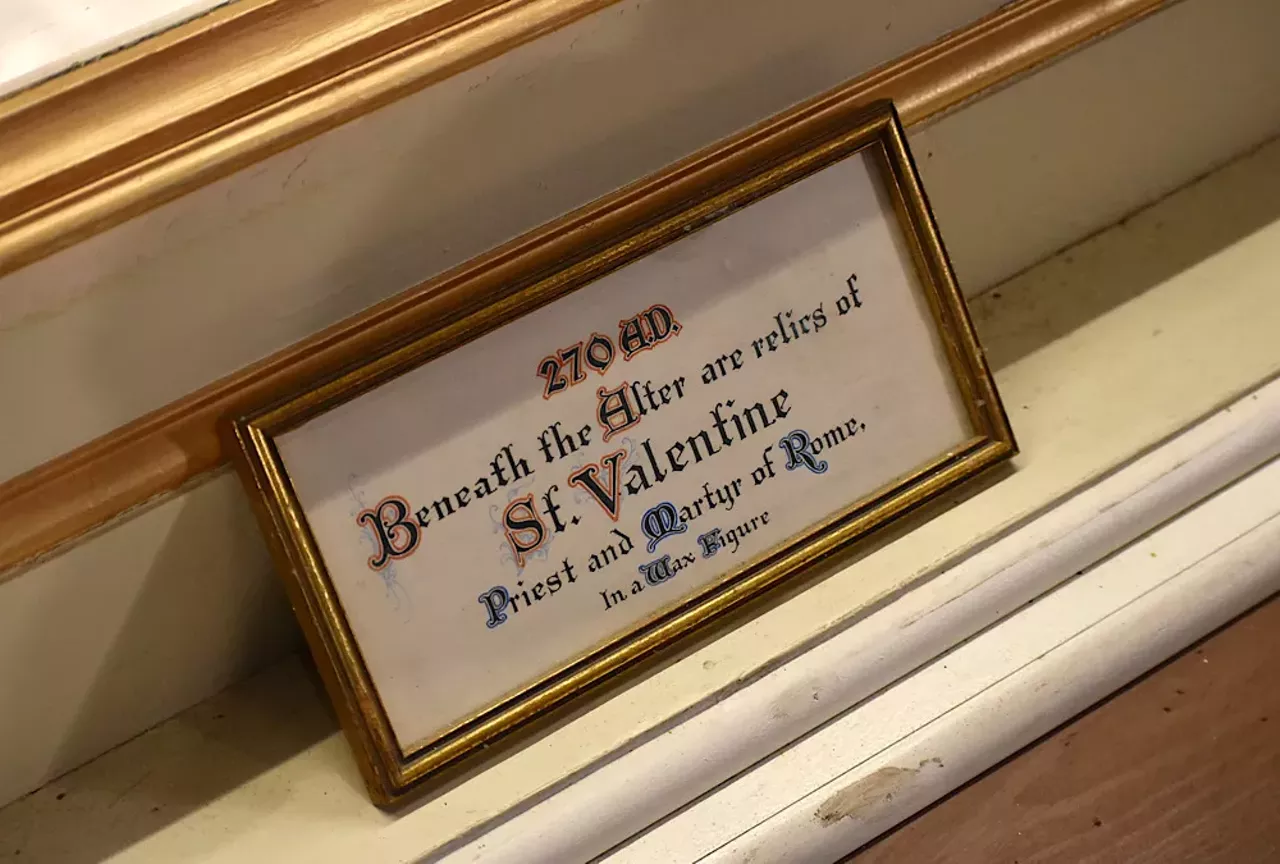 270 A.D.
Beneath the Alter are relics of
St. Valentine
Priest and Martyr of Rome,
In a Wax Figure